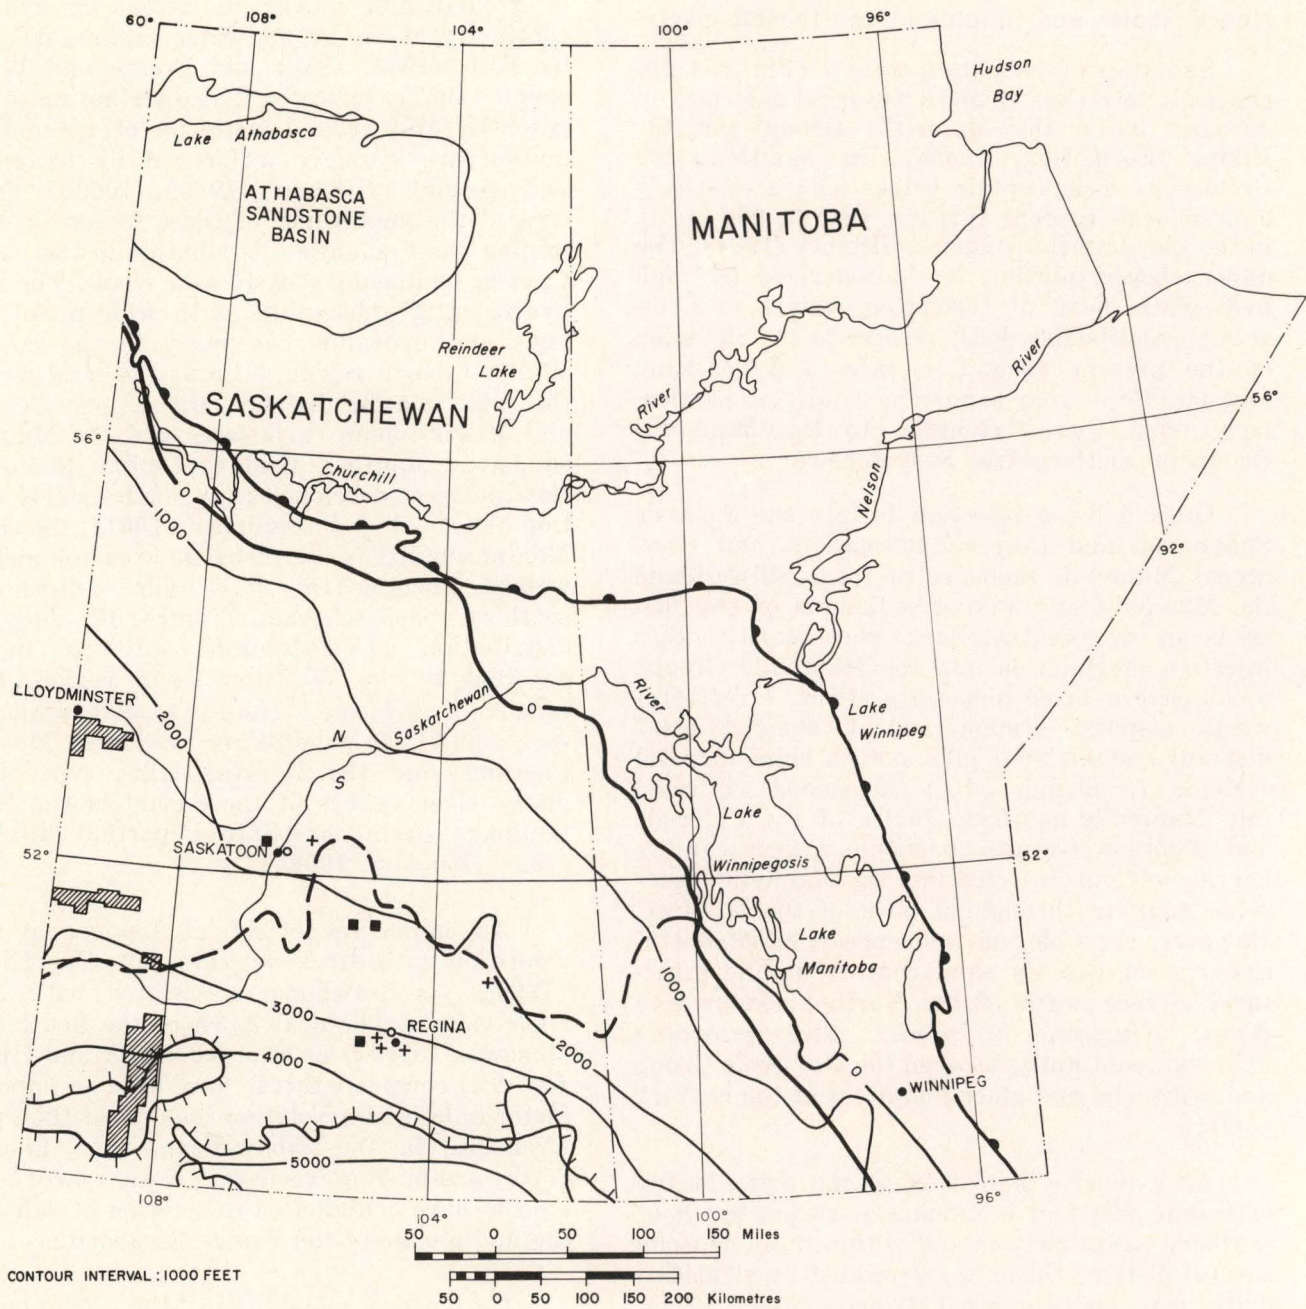 60°
108°
104°
100°
96°
Hudson
Bay
Lake Athabasca
ATHABASCA
SANDSTONE
BASIN
MANITOBA
Reindeer
Lake
River
River
SASKATCHEWAN
56°
56°
Churchill
0
1000
Nelson
92°
LLOYDMINSTER
2000
N
Saskatchewan
0
River
Lake
Winnipeg
S
Lake
SASKATOON
52°
52°
Winnipegosis
Lake
Manitoba
1000
3000
REGINA
2000
4000
0
WINNIPEG
5000
108°
104°
100°
96°
50 0 50 100 150 Miles
CONTOUR INTERVAL: 1000 FEET
50 0 50 100 150 200 Kilometres